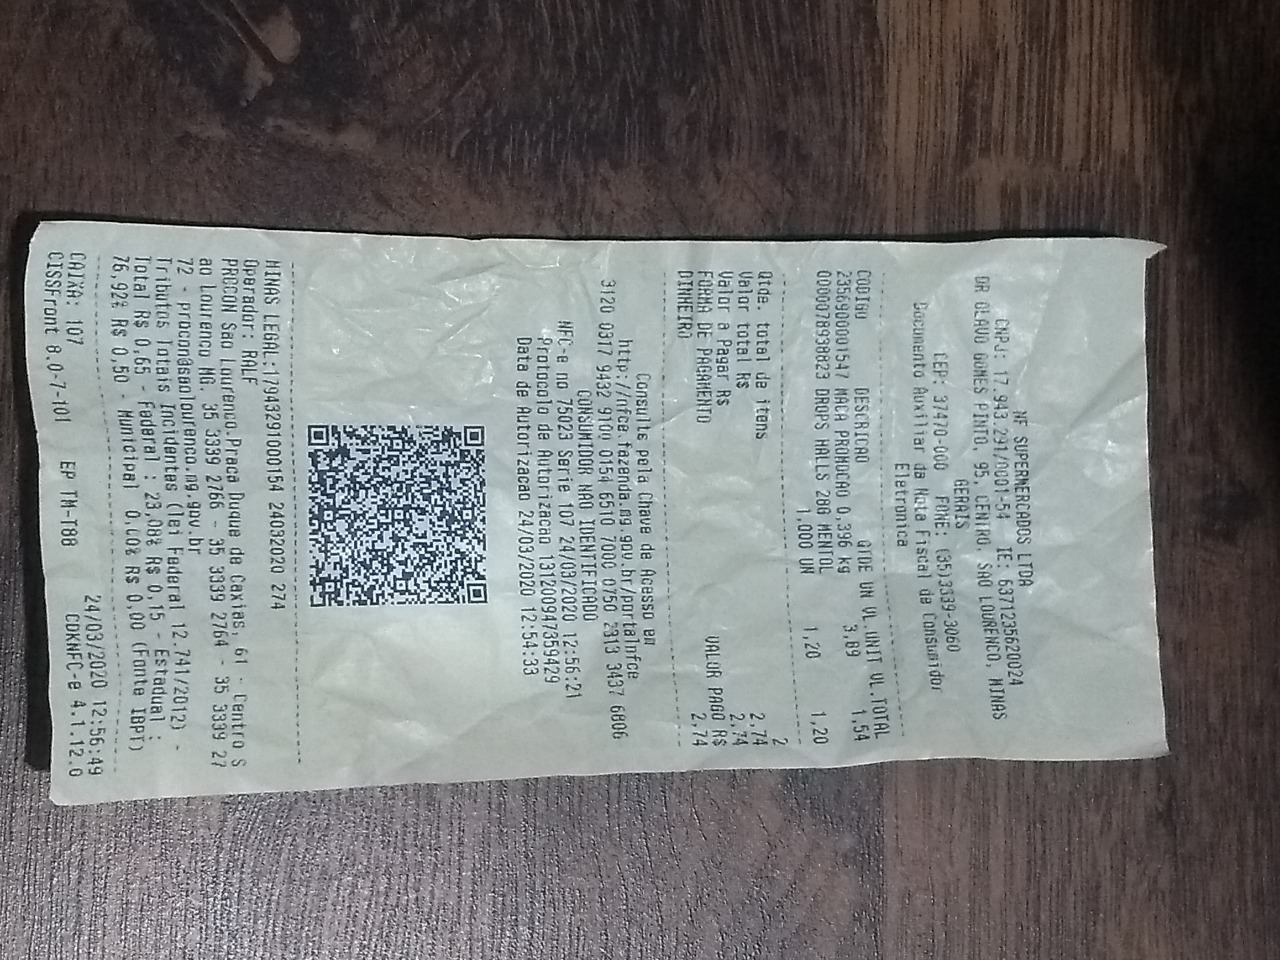 NF SUPERMERCADOS LTDA
CNPJ: 17.943.291/0001-54 IE: 6371235620024
DR OLAVO GOMES PINTO, 95, CENTRO, SAO LOURENCO, MINAS
GERAIS
CEP: 37470-000 FONE: (35)3339-3060
Documento Auxiliar da Nota Fiscal de Consumidor
Eletronica
CODIGO DESCRICAO QTDE UN VL.UNIT VL.TOTAL
2356900001547 MACA PROMOCAO 0,396 kg 3,89 1,54
0000078938823 DROPS HALLS 28G MENTOL
1,000 UN 1,20 1,20
Qtde. total de itens 2
Valor total R$ 2,74
Valor a Pagar R$ 2,74
FORMA DE PAGAMENTO VALOR PAGO R$
DINHEIRO 2,74
Consulte pela Chave de Acesso em
http://nfce.fazenda.mg.gov.br/portalnfce
3120 0317 9432 9100 0154 6510 7000 0750 2313 3437 6806
CONSUMIDOR NAO IDENTIFICADO
NFC-e no 75023 Serie 107 24/03/2020 12:56:21
Protocolo de Autorizacao 131200947359429
Data de Autorizacao 24/03/2020 12:54:33
MINAS LEGAL:17943291000154 24032020 274
Operador: RALF
PROCON Sao Lourenco.Praca Duque de Caxias, 61 - Centro S
ao Lourenco MG. 35 3339 2766 - 35 3339 2764 - 35 3339 27
72 - procon@saolourenco.mg.gov.br
Tributos Totais Incidentes (lei Federal 12.741/2012) -
Total R$ 0,65 - Federal : 23,08% R$ 0,15 - Estadual :
76,92% R$ 0,50 - Municipal 0,00% R$ 0,00 (Fonte IBPT)
24/03/2020 12:56:49
CAIXA: 107
CISSFront 8.0-7-101 EP TM-T88 CDKNFC-e 4.1.12.0